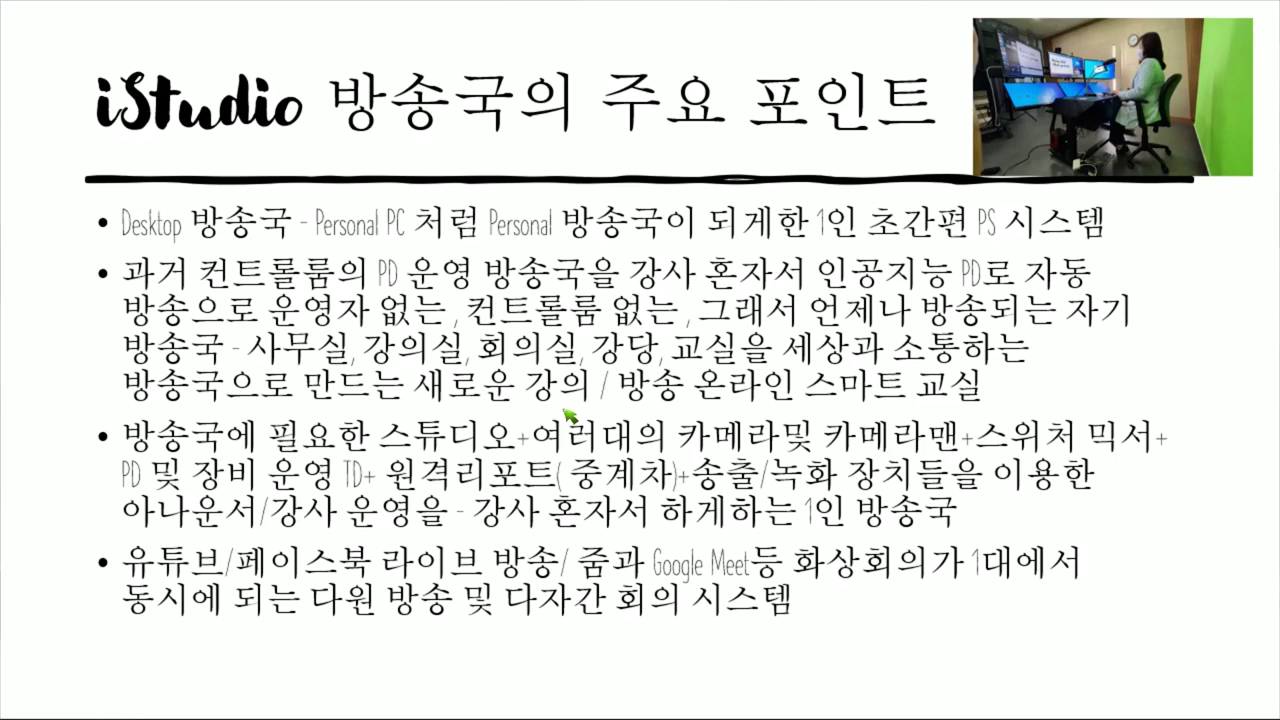 iStudio 방송국의 주요 포인트
• Desktop 방송국 - Personal PC 처럼 Personal 방송국이 되게한 1인 초간편 PS 시스템
• 과거 컨트롤룸의 PD 운영 방송국을 강사 혼자서 인공지능 PD로 자동
방송으로 운영자 없는, 컨트롤룸 없는, 그래서 언제나 방송되는 자기
방송국 - 사무실, 강의실, 회의실, 강당, 교실을 세상과 소통하는
방송국으로 만드는 새로운 강의 / 방송 온라인 스마트 교실
• 방송국에 필요한 스튜디오+여러대의 카메라및 카메라맨+스위처 믹서+
PD 및 장비 운영 TD+ 원격리포트( 중계차)+송출/녹화 장치들을 이용한
아나운서/강사 운영을 - 강사 혼자서 하게하는 1인 방송국
• 유튜브/페이스북 라이브 방송/ 줌과 Google Meet등 화상회의가 1대에서
동시에 되는 다원 방송 및 다자간 회의 시스템